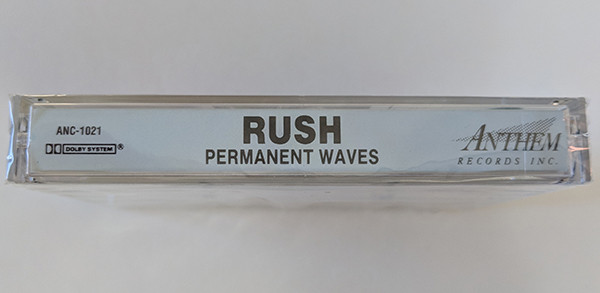 ANC-1021
DOLBY SYSTEM®
RUSH
PERMANENT WAVES
ANTHEM
RECORDS INC.